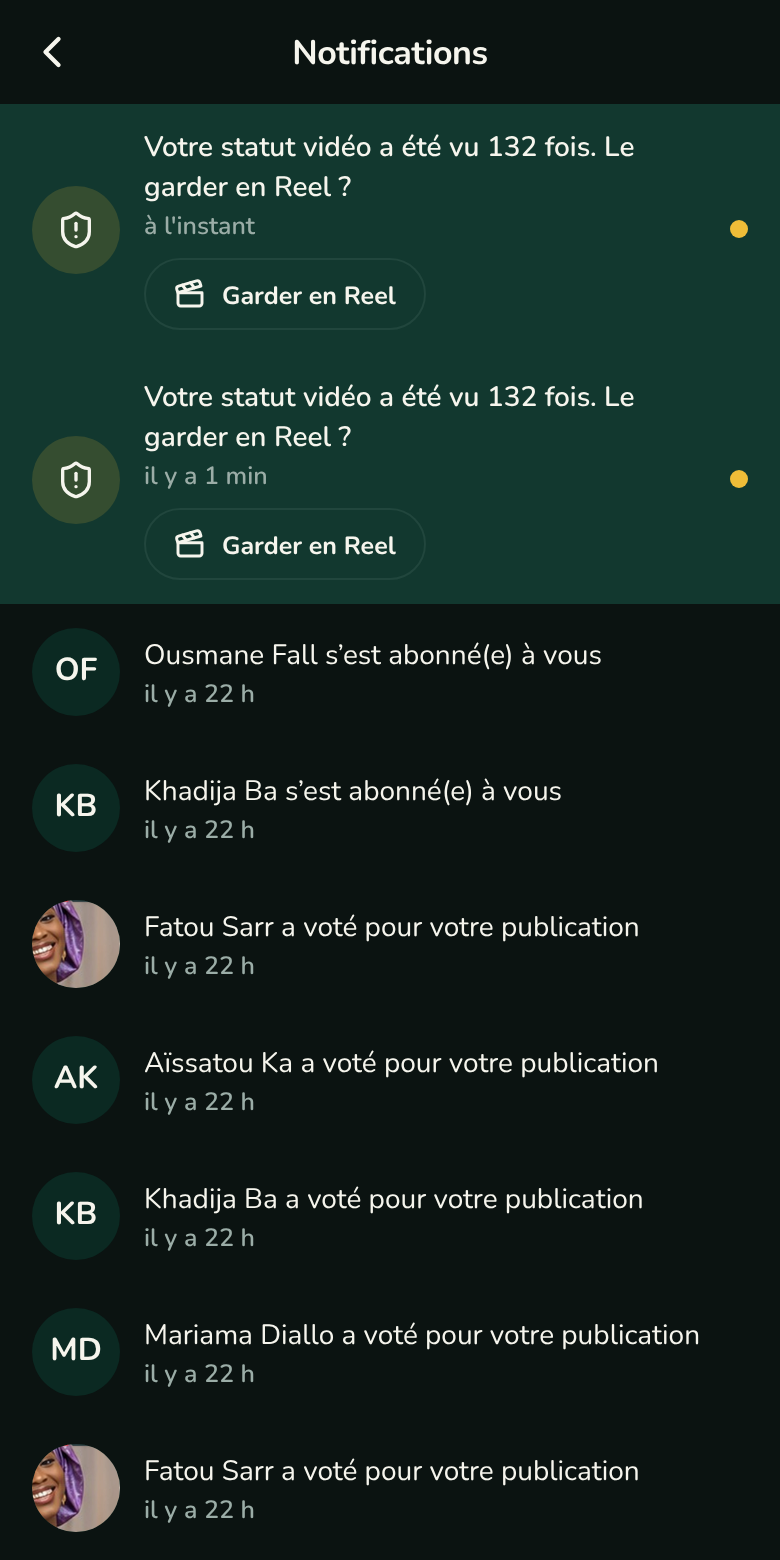 Notifications
Votre statut vidéo a été vu 132 fois. Le
garder en Reel ?
à l'instant
Garder en Reel
Votre statut vidéo a été vu 132 fois. Le
garder en Reel ?
il y a 1 min
Garder en Reel
OF
Ousmane Fall s’est abonné(e) à vous
il y a 22 h
KB
Khadija Ba s’est abonné(e) à vous
il y a 22 h
Fatou Sarr a voté pour votre publication
il y a 22 h
AK
Aïssatou Ka a voté pour votre publication
il y a 22 h
KB
Khadija Ba a voté pour votre publication
il y a 22 h
MD
Mariama Diallo a voté pour votre publication
il y a 22 h
Fatou Sarr a voté pour votre publication
il y a 22 h